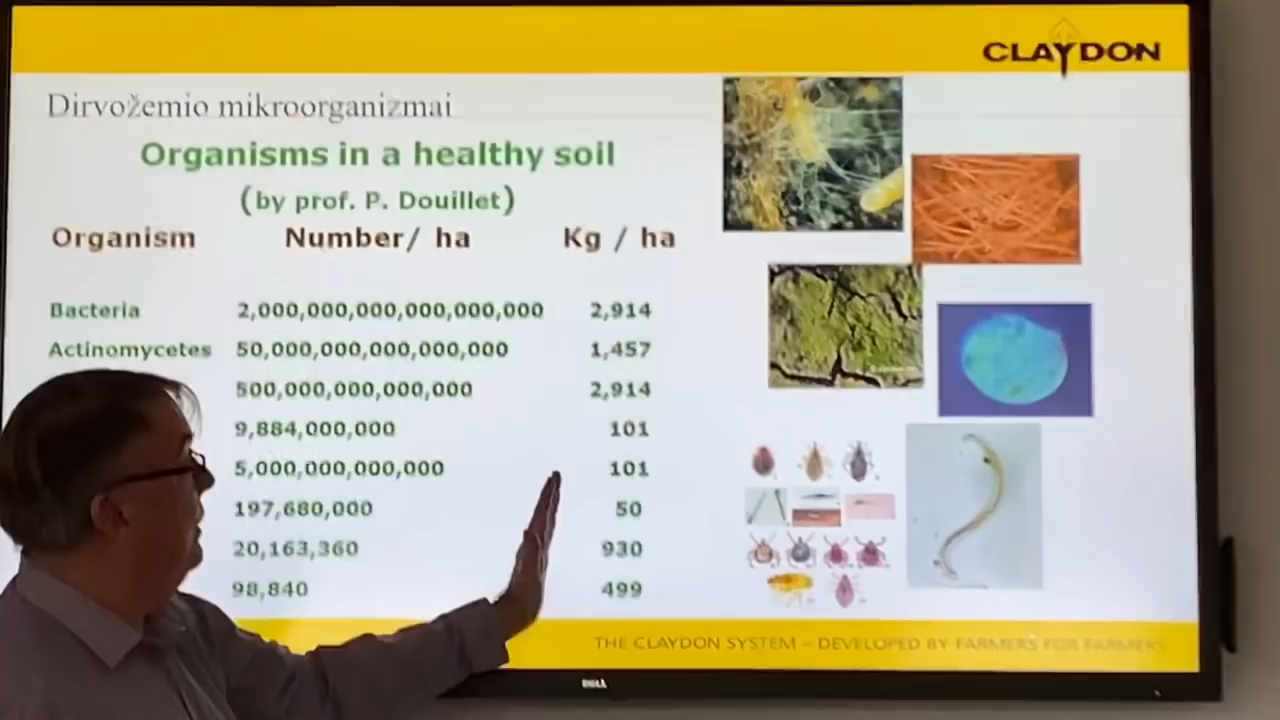 CLAYDON
Dirvožemio mikroorganizmai
Organisms in a healthy soil
(by prof. P. Douillet)
Organism Number/ ha Kg / ha
Bacteria 2,000,000,000,000,000,000 2,914
Actinomycetes 50,000,000,000,000,000 1,457
500,000,000,000,000 2,914
9,884,000,000 101
5,000,000,000,000 101
197,680,000 50
20,163,360 930
98,840 499
THE CLAYDON SYSTEM – DEVELOPED BY FARMERS FOR FARMERS
DELL